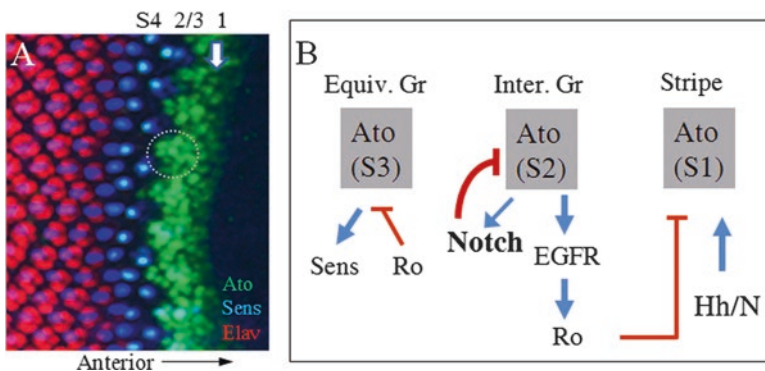 S4 2/3 1
A
Ato
Sens
Elav
Anterior
B
Equiv. Gr Inter. Gr Stripe
Ato Ato Ato
(S3) (S2) (S1)
Sens Ro Notch EGFR Hh/N
Ro